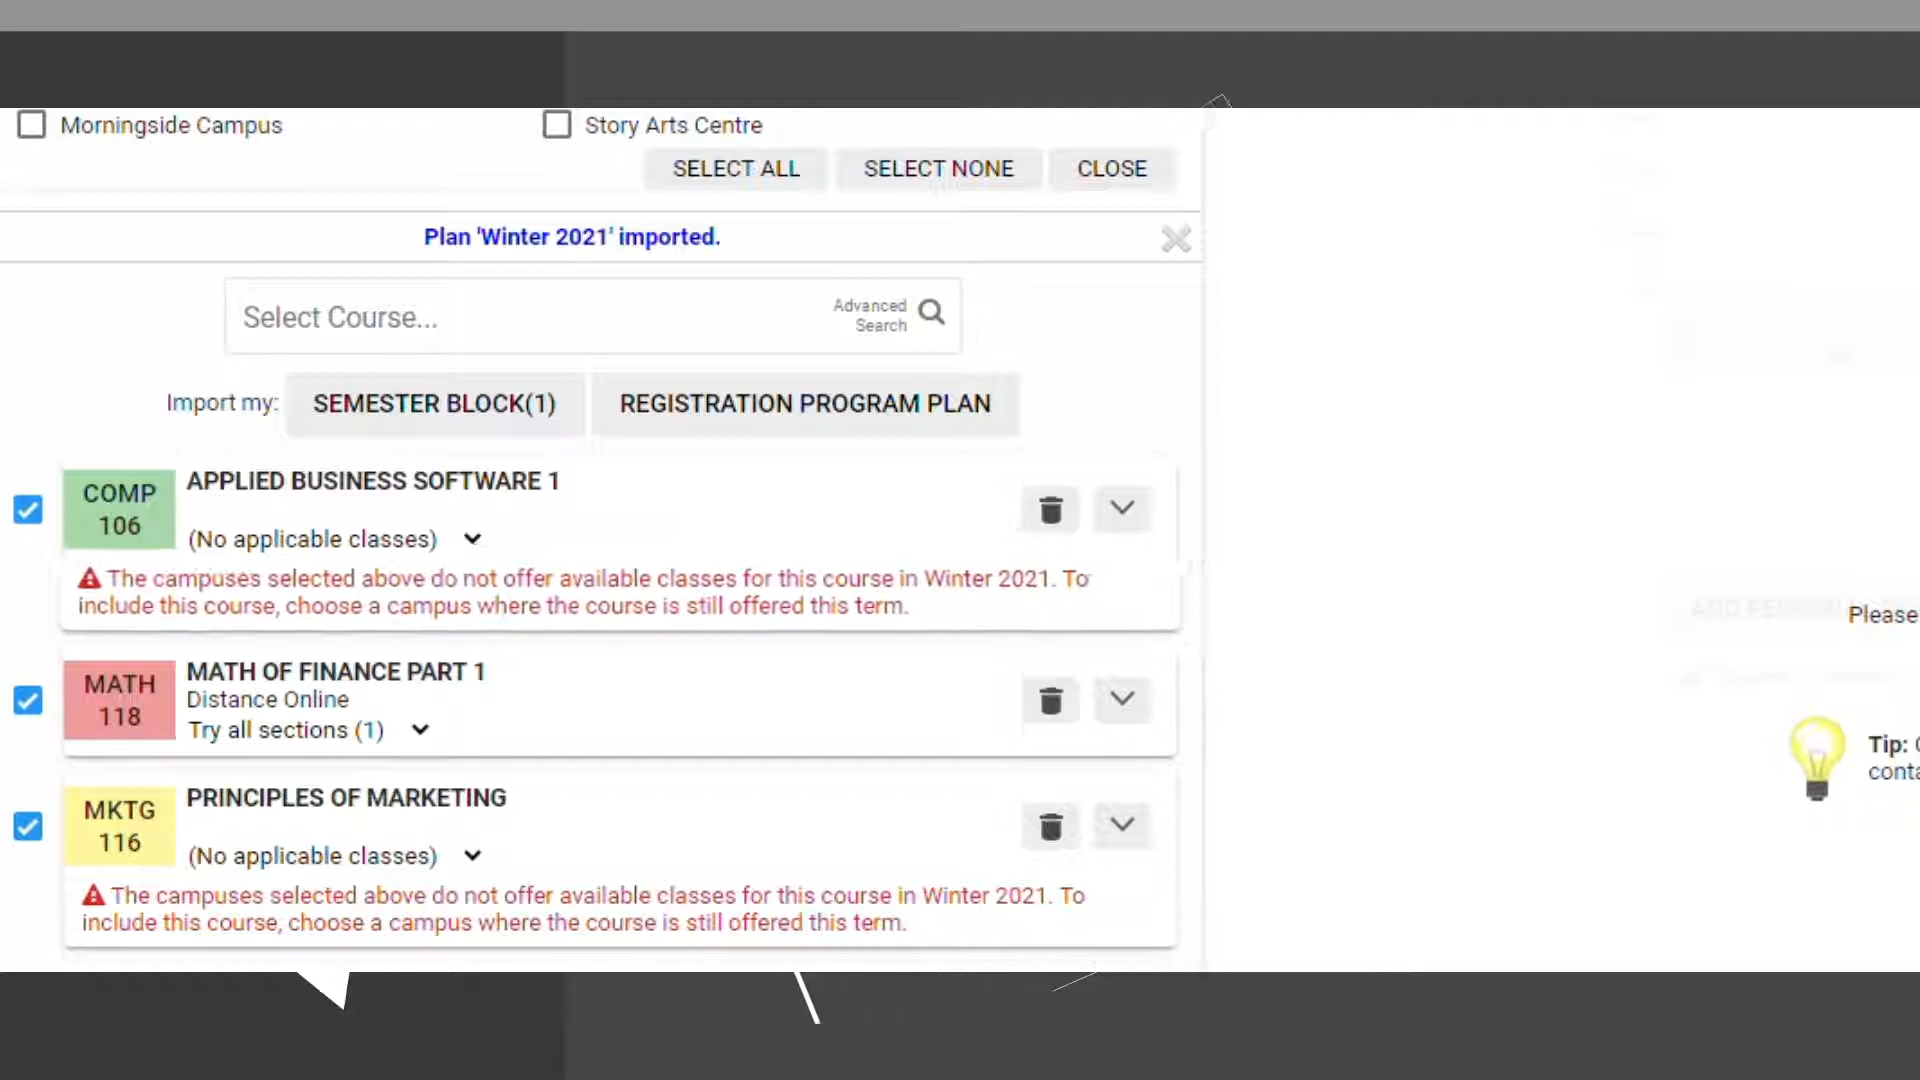 Morningside Campus
Story Arts Centre
SELECT ALL
SELECT NONE
CLOSE
Plan 'Winter 2021' imported.
Select Course...
Advanced
Search
Import my:
SEMESTER BLOCK(1)
REGISTRATION PROGRAM PLAN
COMP
106
APPLIED BUSINESS SOFTWARE 1
(No applicable classes)
The campuses selected above do not offer available classes for this course in Winter 2021. To
include this course, choose a campus where the course is still offered this term.
MATH
118
MATH OF FINANCE PART 1
Distance Online
Try all sections (1)
MKTG
116
PRINCIPLES OF MARKETING
(No applicable classes)
The campuses selected above do not offer available classes for this course in Winter 2021. To
include this course, choose a campus where the course is still offered this term.
Please
Tip:
conta